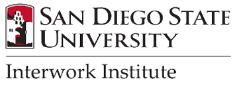 SAN DIEGO STATE
UNIVERSITY
Interwork Institute